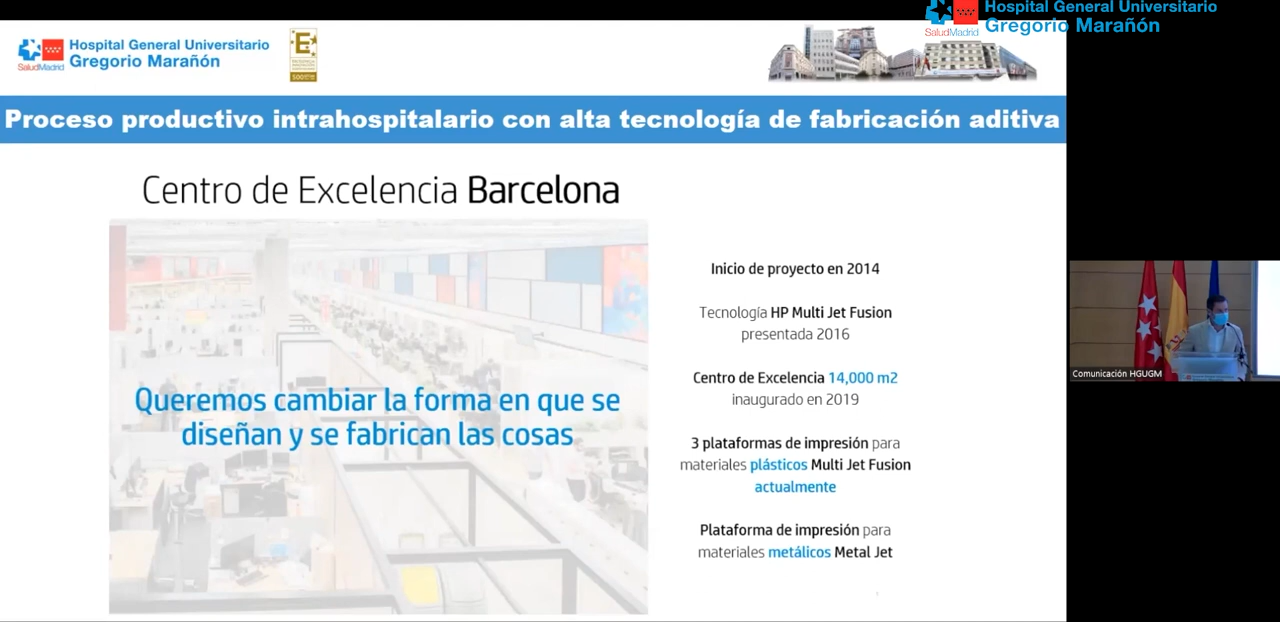 Hospital General Universitario
Gregorio Marañón
SaludMadrid
Hospital General Universitario
Gregorio Marañón
SaludMadrid
Proceso productivo intrahospitalario con alta tecnología de fabricación aditiva
Centro de Excelencia Barcelona
Queremos cambiar la forma en que se
diseñan y se fabrican las cosas
Inicio de proyecto en 2014
Tecnología HP Multi Jet Fusion
presentada 2016
Centro de Excelencia 14,000 m2
inaugurado en 2019
3 plataformas de impresión para
materiales plásticos Multi Jet Fusion
actualmente
Plataforma de impresión para
materiales metálicos Metal Jet
Comunicación HGUGM